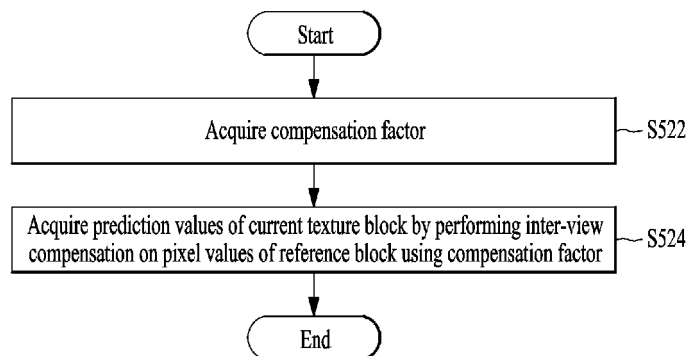 Start
Acquire compensation factor
S522
Acquire prediction values of current texture block by performing inter-view
compensation on pixel values of reference block using compensation factor
S524
End